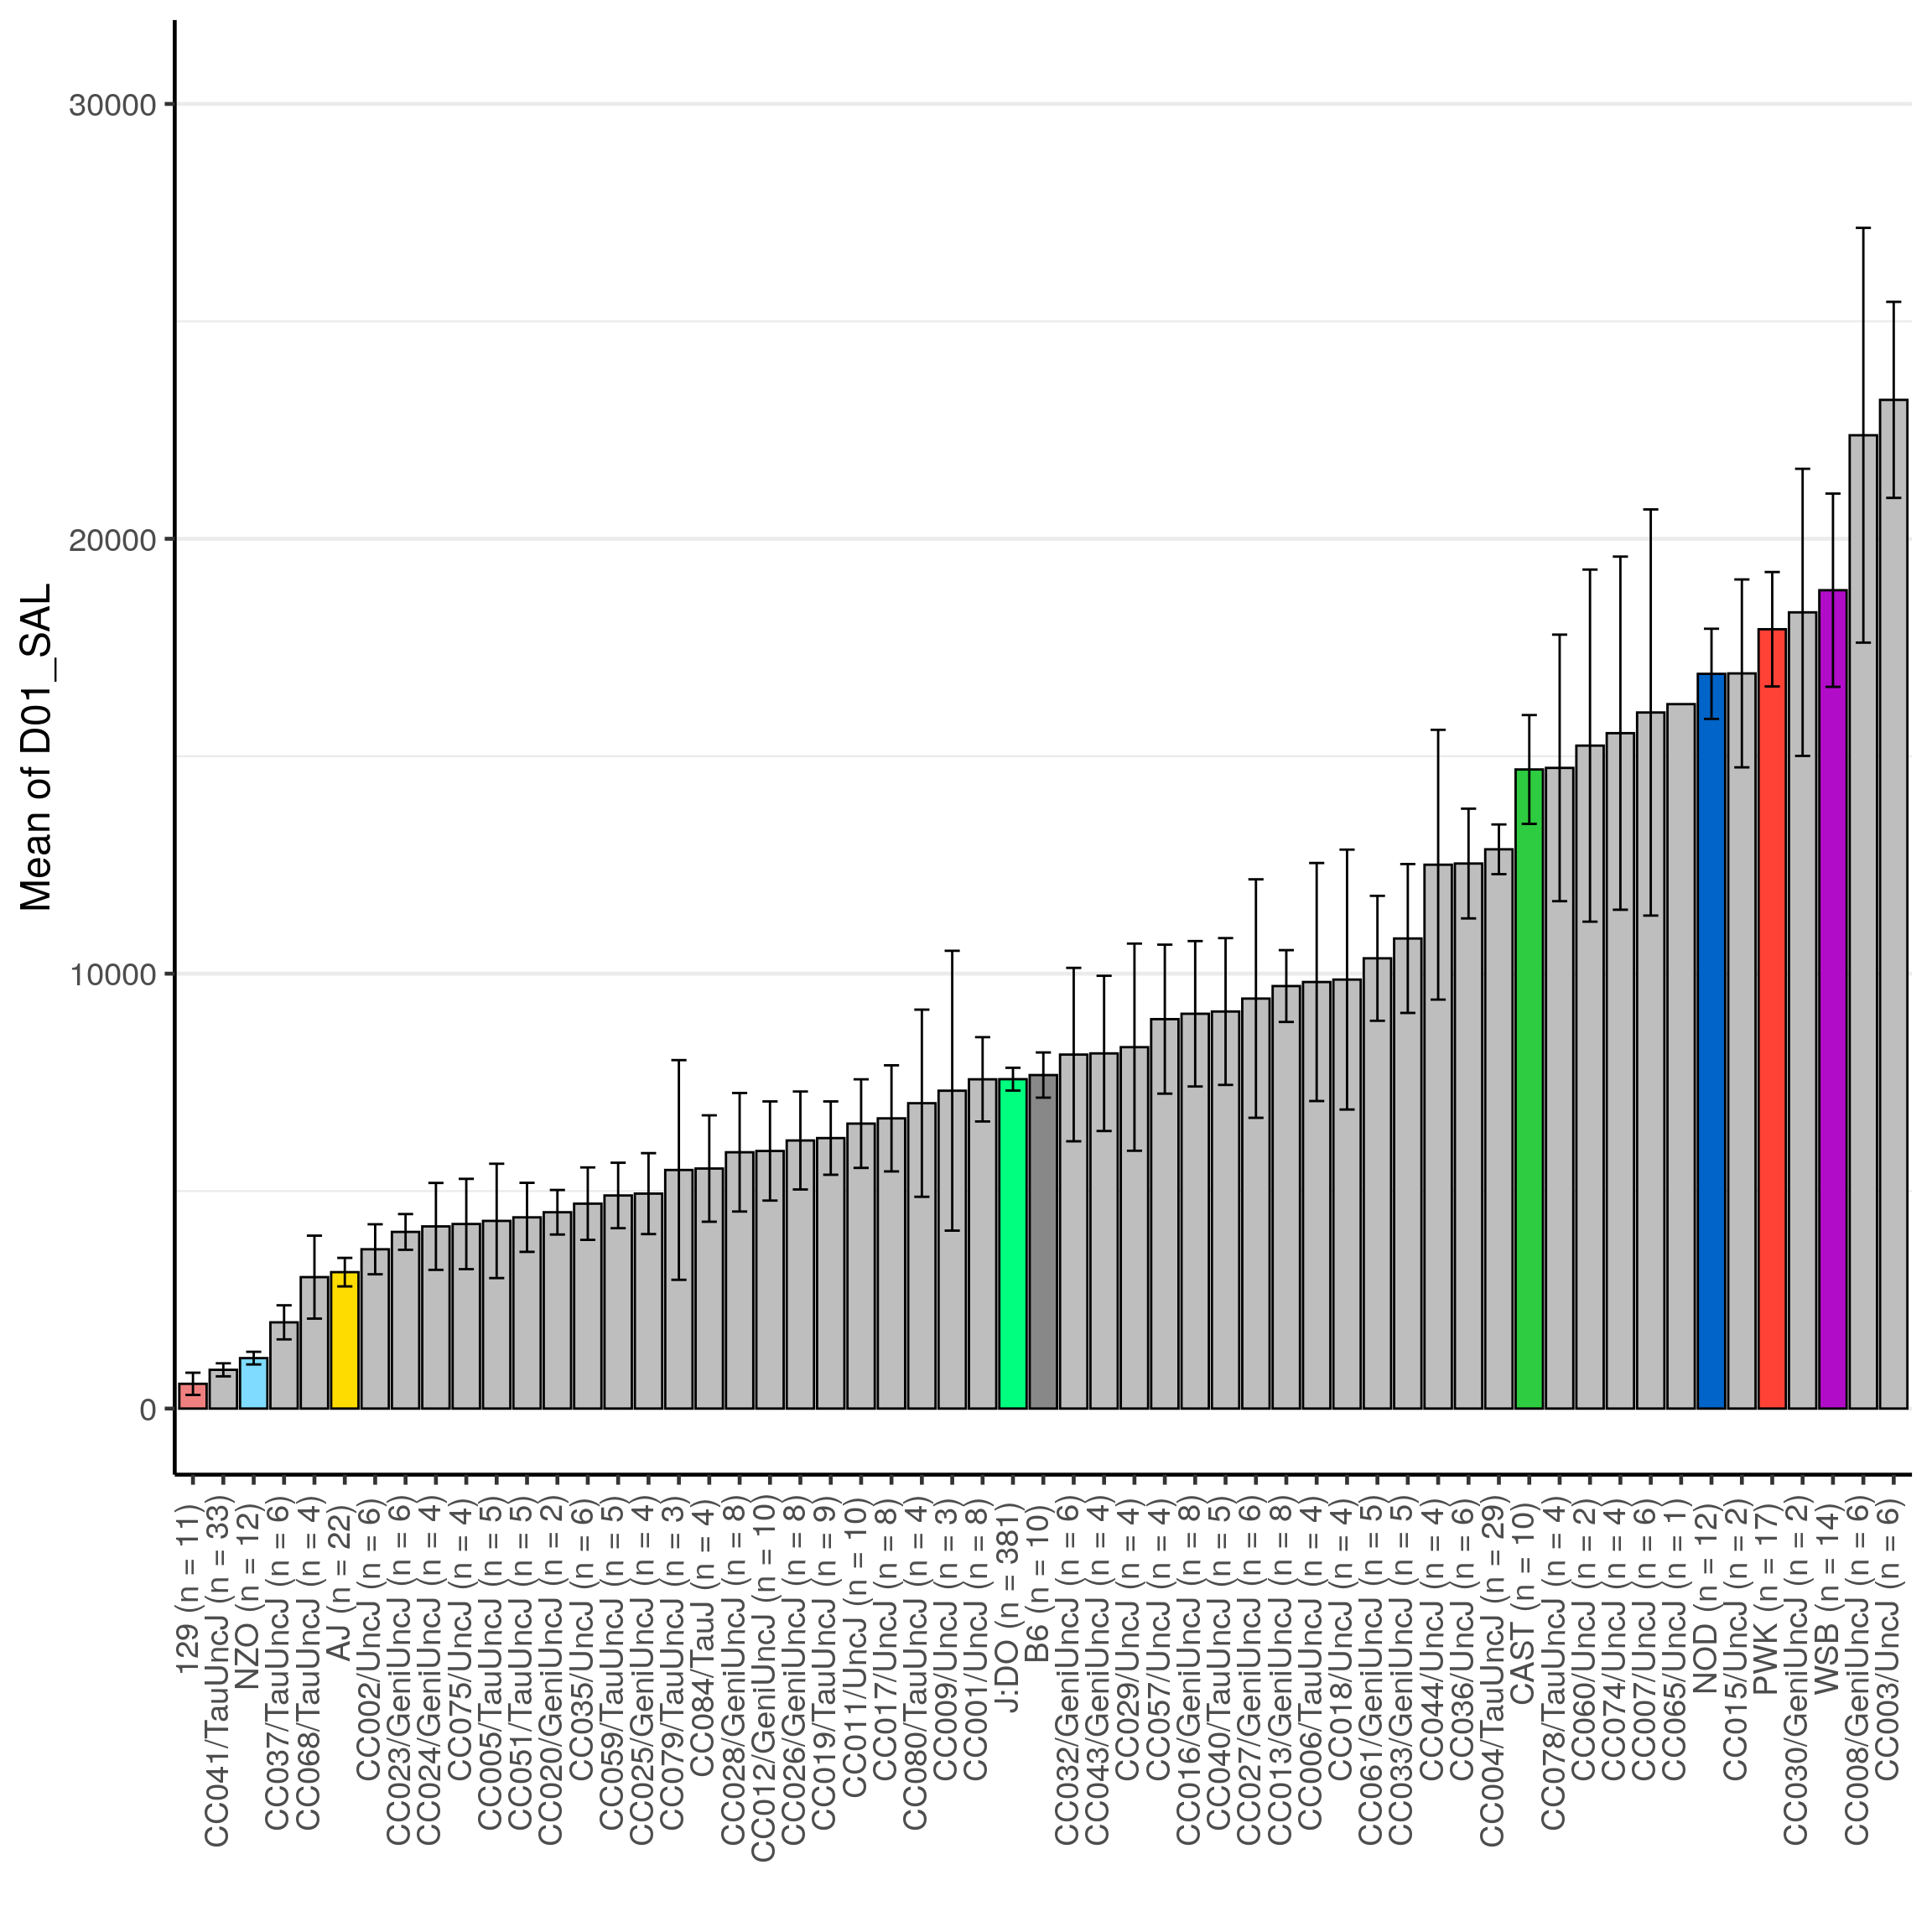 30000
20000
10000
0
Mean of D01_SAL
129 (n = 11)
CC041/TauUncJ (n = 33)
NZO (n = 12)
CC037/TauUncJ (n = 6)
CC068/TauUncJ (n = 4)
AJ (n = 22)
CC002/UncJ (n = 6)
CC023/GeniUncJ (n = 6)
CC024/GeniUncJ (n = 4)
CC075/UncJ (n = 4)
CC005/TauUncJ (n = 5)
CC051/TauUncJ (n = 5)
CC020/GeniUncJ (n = 2)
CC035/UncJ (n = 6)
CC059/TauUncJ (n = 5)
CC025/GeniUncJ (n = 4)
CC079/TauUncJ (n = 3)
CC084/TauJ (n = 4)
CC028/GeniUncJ (n = 8)
CC012/GeniUncJ (n = 10)
CC026/GeniUncJ (n = 8)
CC019/TauUncJ (n = 9)
CC011/UncJ (n = 10)
CC017/UncJ (n = 8)
CC080/TauUncJ (n = 4)
CC009/UncJ (n = 3)
CC001/UncJ (n = 8)
J:DO (n = 381)
B6 (n = 10)
CC032/GeniUncJ (n = 6)
CC043/GeniUncJ (n = 4)
CC029/UncJ (n = 4)
CC057/UncJ (n = 4)
CC016/GeniUncJ (n = 8)
CC040/TauUncJ (n = 5)
CC027/GeniUncJ (n = 6)
CC013/GeniUncJ (n = 8)
CC006/TauUncJ (n = 4)
CC018/UncJ (n = 4)
CC061/GeniUncJ (n = 5)
CC033/GeniUncJ (n = 5)
CC044/UncJ (n = 4)
CC036/UncJ (n = 6)
CC004/TauUncJ (n = 29)
CAST (n = 10)
CC078/TauUncJ (n = 4)
CC060/UncJ (n = 2)
CC074/UncJ (n = 4)
CC007/UncJ (n = 6)
CC065/UncJ (n = 1)
NOD (n = 12)
CC015/UncJ (n = 2)
PWK (n = 17)
CC030/GeniUncJ (n = 2)
WSB (n = 14)
CC008/GeniUncJ (n = 6)
CC003/UncJ (n = 6)